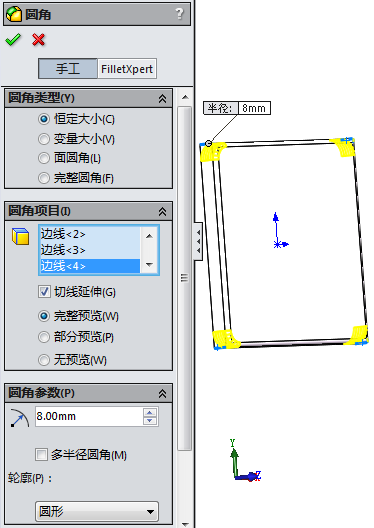 圆角
?
手工 FilletXpert
圆角类型(Y)
恒定大小(C)
变量大小(V)
面圆角(L)
完整圆角(F)
圆角项目(I)
边线<2>
边线<3>
边线<4>
切线延伸(G)
完整预览(W)
部分预览(P)
无预览(W)
圆角参数(P)
8.00mm
多半径圆角(M)
轮廓(P)：
圆形
半径: 8mm
Y
Z